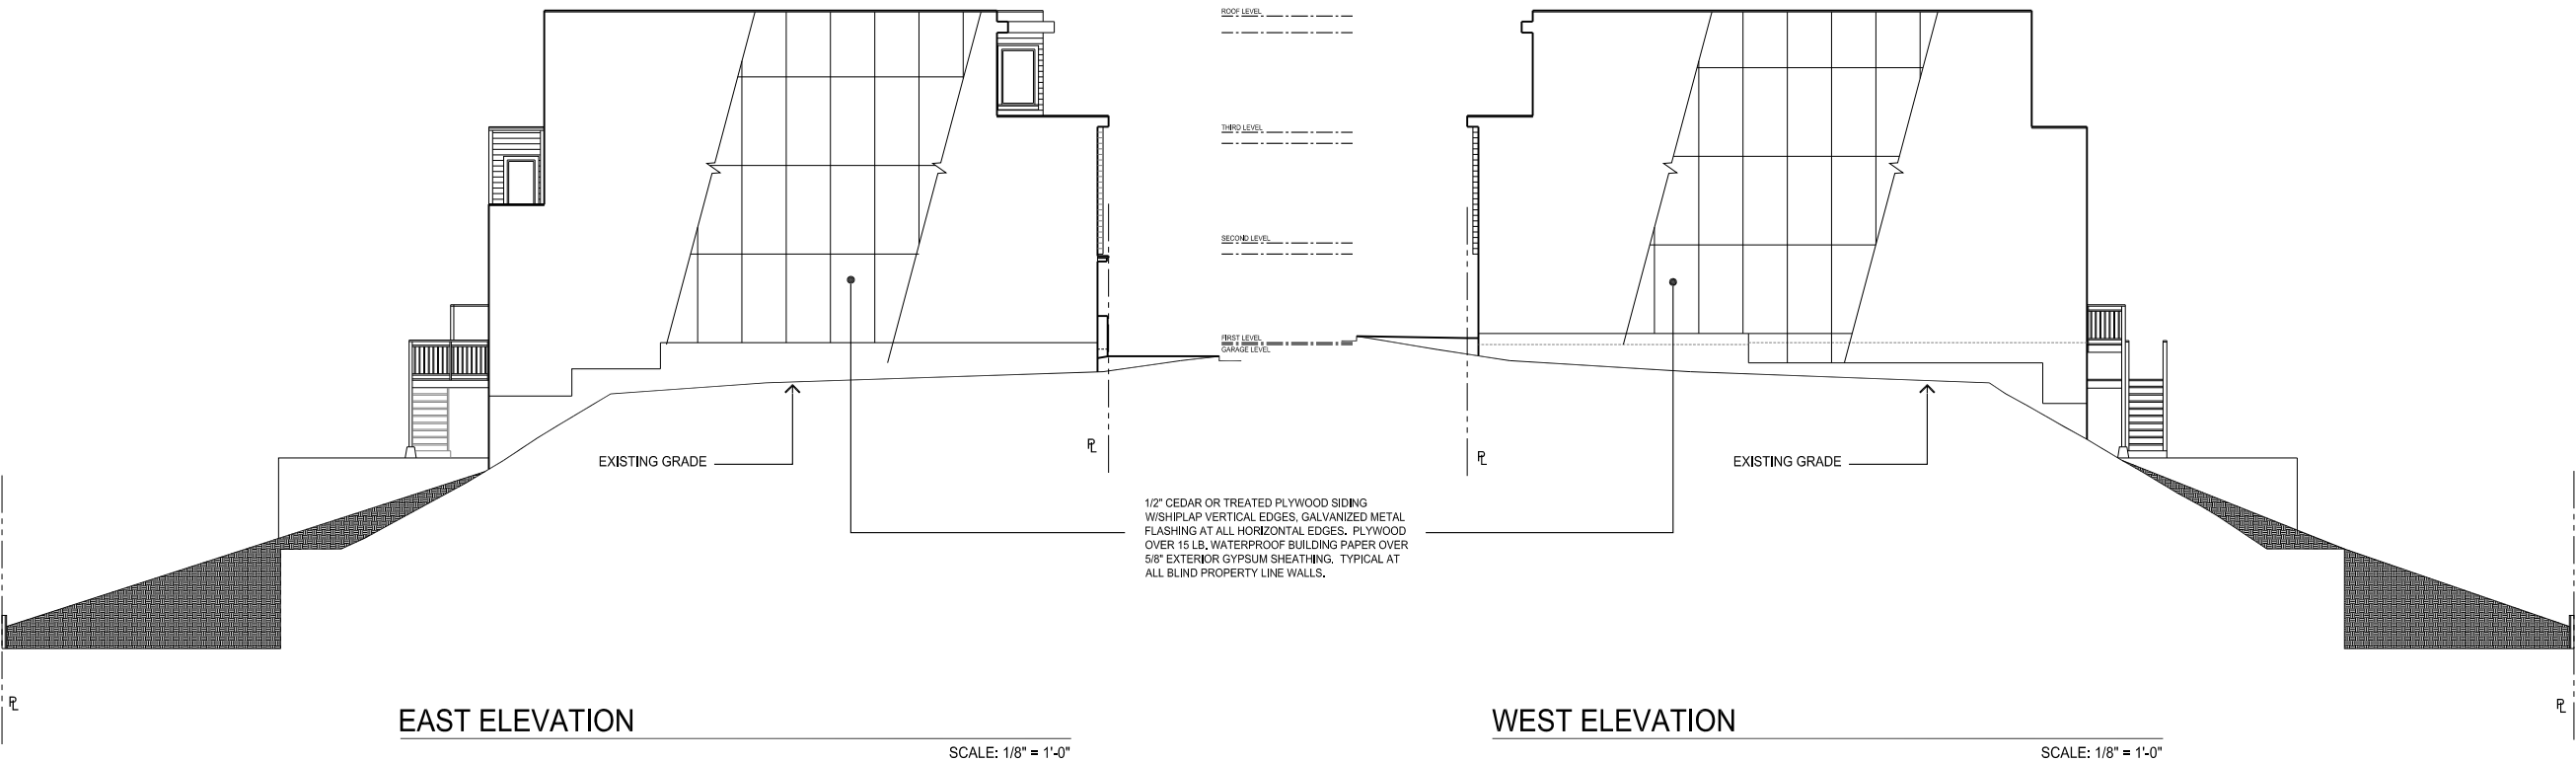 ROOF LEVEL
THIRD LEVEL
SECOND LEVEL
FIRST LEVEL
GARAGE LEVEL
PL
PL
EXISTING GRADE
EXISTING GRADE
1/2" CEDAR OR TREATED PLYWOOD SIDING
W/SHIPLAP VERTICAL EDGES, GALVANIZED METAL
FLASHING AT ALL HORIZONTAL EDGES. PLYWOOD
OVER 15 LB. WATERPROOF BUILDING PAPER OVER
5/8" EXTERIOR GYPSUM SHEATHING. TYPICAL AT
ALL BLIND PROPERTY LINE WALLS.
PL
PL
EAST ELEVATION
SCALE: 1/8" = 1'-0"
WEST ELEVATION
SCALE: 1/8" = 1'-0"